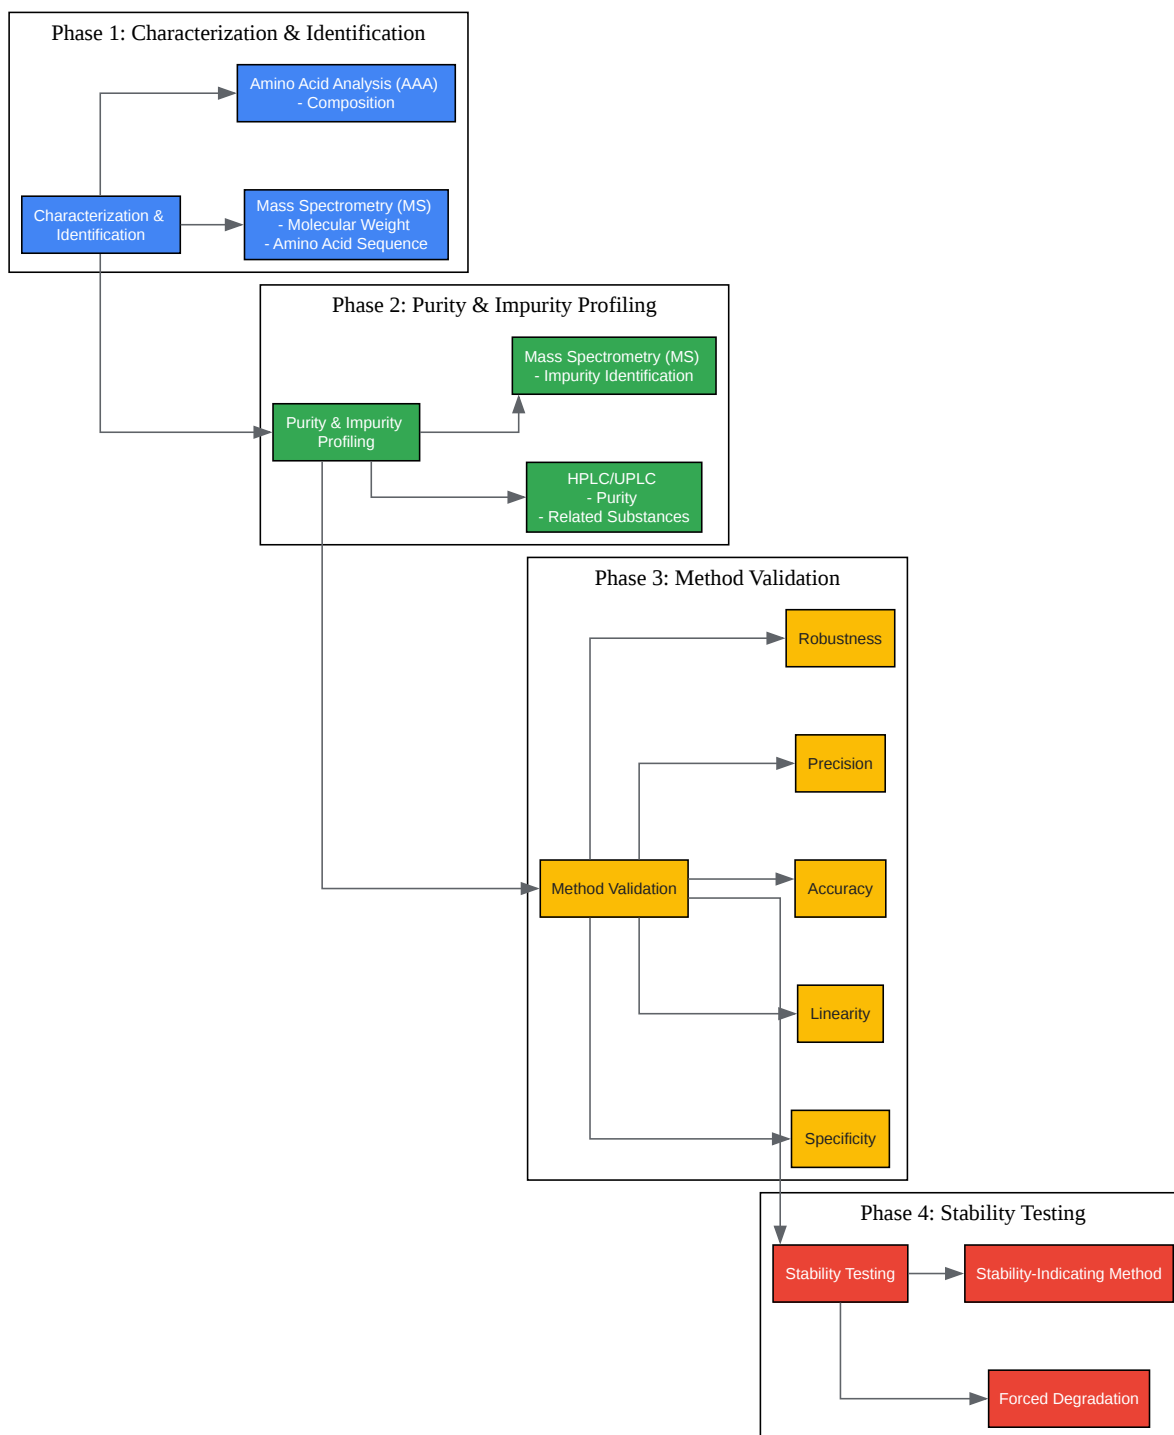 Phase 1: Characterization & Identification
Amino Acid Analysis (AAA)
- Composition
Characterization &
Identification
Mass Spectrometry (MS)
- Molecular Weight
- Amino Acid Sequence
Phase 2: Purity & Impurity Profiling
Mass Spectrometry (MS)
- Impurity Identification
Purity & Impurity
Profiling
HPLC/UPLC
- Purity
- Related Substances
Phase 3: Method Validation
Robustness
Precision
Method Validation
Accuracy
Linearity
Specificity
Phase 4: Stability Testing
Stability Testing
Stability-Indicating Method
Forced Degradation